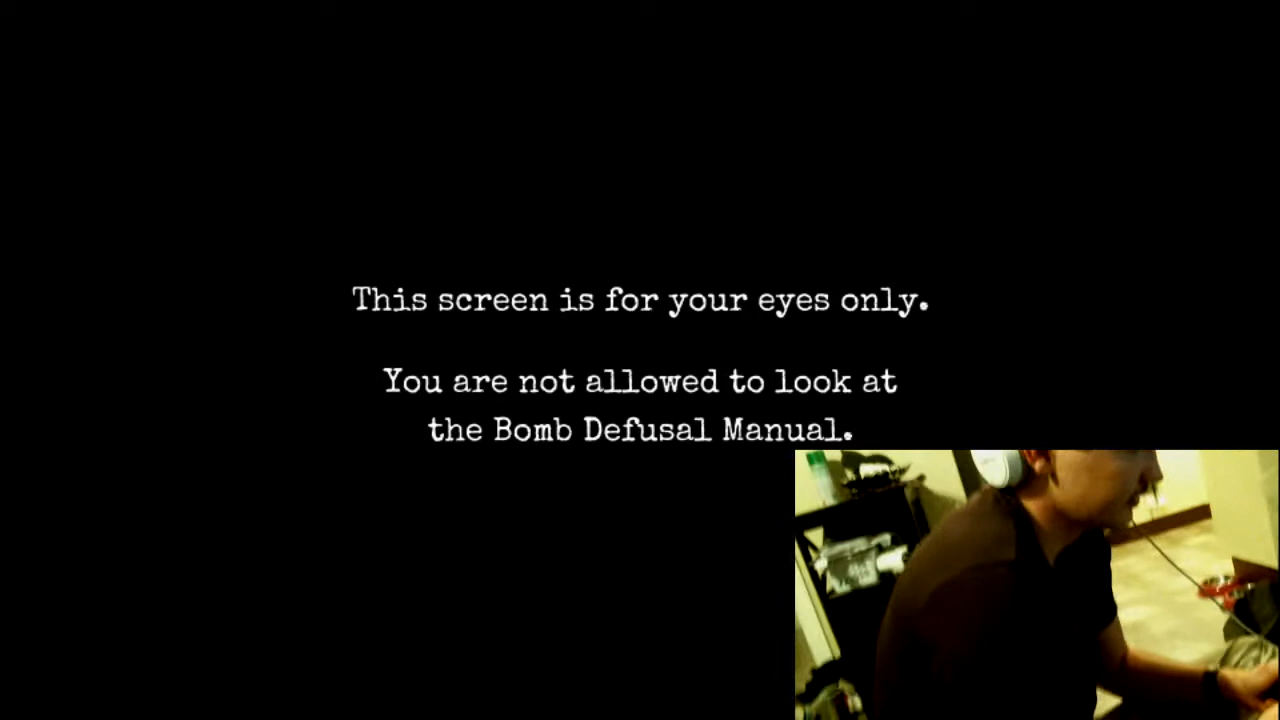 This screen is for your eyes only.
You are not allowed to look at
the Bomb Defusal Manual.